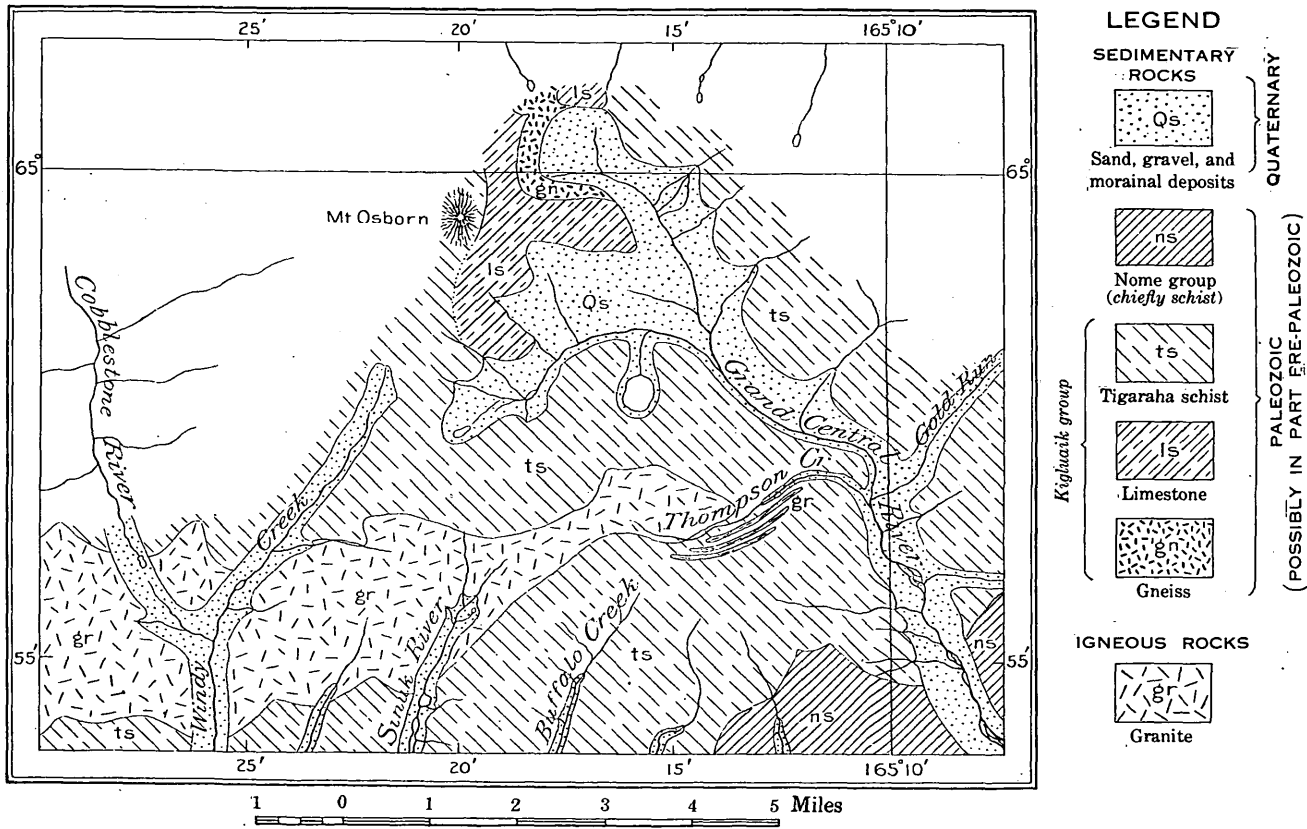 25' 20' 15' 165°10'
65° 65°
ls
gn
Mt Osborn
ls
Qs
ts
Cobblestone River
Grand Central River
Gold Run
ts
Creek
Thompson Cr.
gr
gr
gr
Sinuk River
Buffalo Creek
ts
55' 55'
ns
ns
Windy
ts
25' 20' 15' 165°10'
1 0 1 2 3 4 5 Miles
LEGEND
SEDIMENTARY
ROCKS
Qs
Sand, gravel, and
morainal deposits
QUATERNARY
ns
Nome group
(chiefly schist)
ts
Tigaraha schist
ls
Limestone
gn
Gneiss
Kigluaik group
PALEOZOIC
(POSSIBLY IN PART PRE-PALEOZOIC)
IGNEOUS ROCKS
gr
Granite